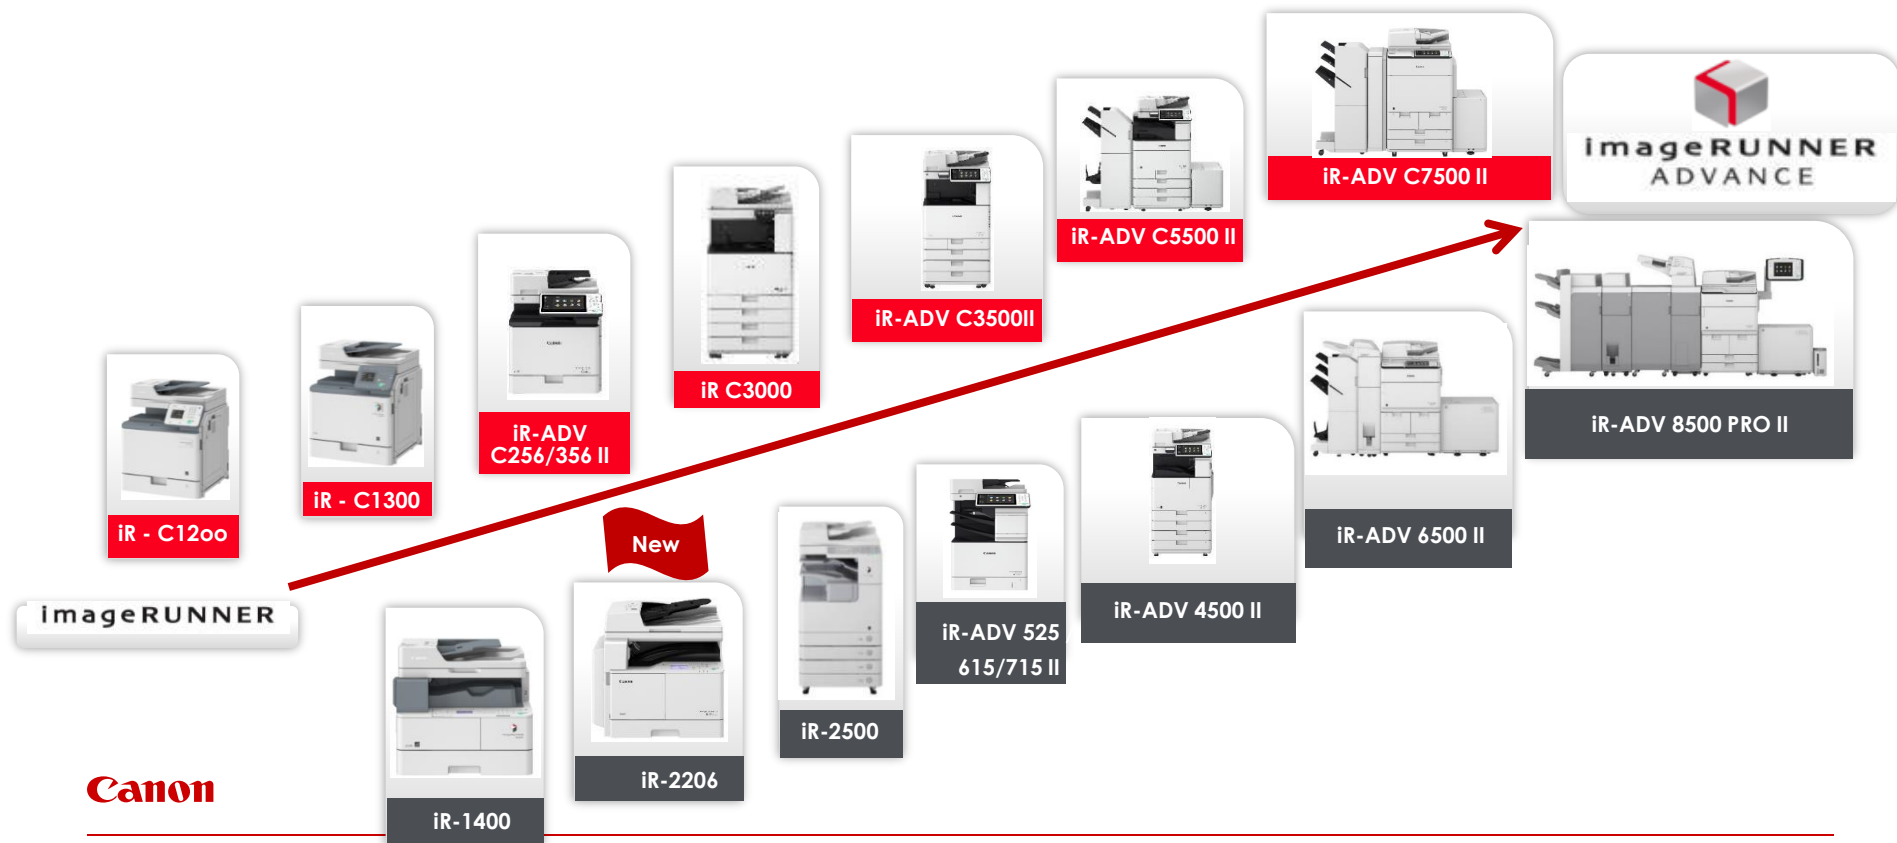 iR-ADV C7500 II
imageRUNNER
ADVANCE
iR-ADV C5500 II
iR-ADV C3500II
iR C3000
iR-ADV
C256/356 II
iR - C1300
iR - C12oo
iR-ADV 8500 PRO II
iR-ADV 6500 II
iR-ADV 4500 II
iR-ADV 525
615/715 II
New
iR-2500
iR-2206
iR-1400
imageRUNNER
Canon